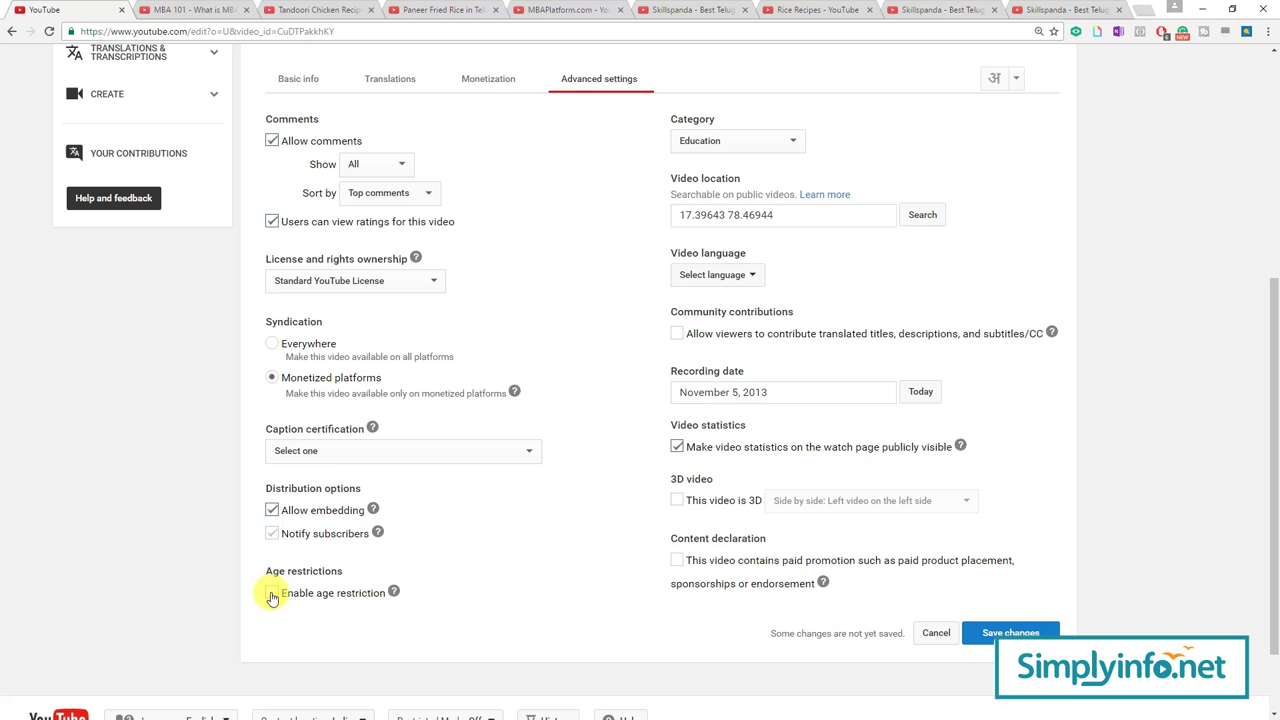 YouTube
MBA 101 - What is MBA
Tandoori Chicken Recip
Paneer Fried Rice in Tel
MBAPlatform.com - You
Skillspanda - Best Telug
Rice Recipes - YouTube
Skillspanda - Best Telug
Skillspanda - Best Telug
https://www.youtube.com/edit?o=U&video_id=CuDTPakkhKY
TRANSLATIONS &
TRANSCRIPTIONS
CREATE
YOUR CONTRIBUTIONS
Help and feedback
Basic info
Translations
Monetization
Advanced settings
अ
Comments
Allow comments
Show All
Sort by Top comments
Users can view ratings for this video
License and rights ownership ?
Standard YouTube License
Syndication
Everywhere
Make this video available on all platforms
Monetized platforms
Make this video available only on monetized platforms ?
Caption certification ?
Select one
Distribution options
Allow embedding ?
Notify subscribers ?
Age restrictions
Enable age restriction ?
Category
Education
Video location
Searchable on public videos. Learn more
17.39643 78.46944 Search
Video language
Select language
Community contributions
Allow viewers to contribute translated titles, descriptions, and subtitles/CC ?
Recording date
November 5, 2013 Today
Video statistics
Make video statistics on the watch page publicly visible ?
3D video
This video is 3D Side by side: Left video on the left side
Content declaration
This video contains paid promotion such as paid product placement,
sponsorships or endorsement ?
Some changes are not yet saved. Cancel Save changes
Simplyinfo.net
YouTube